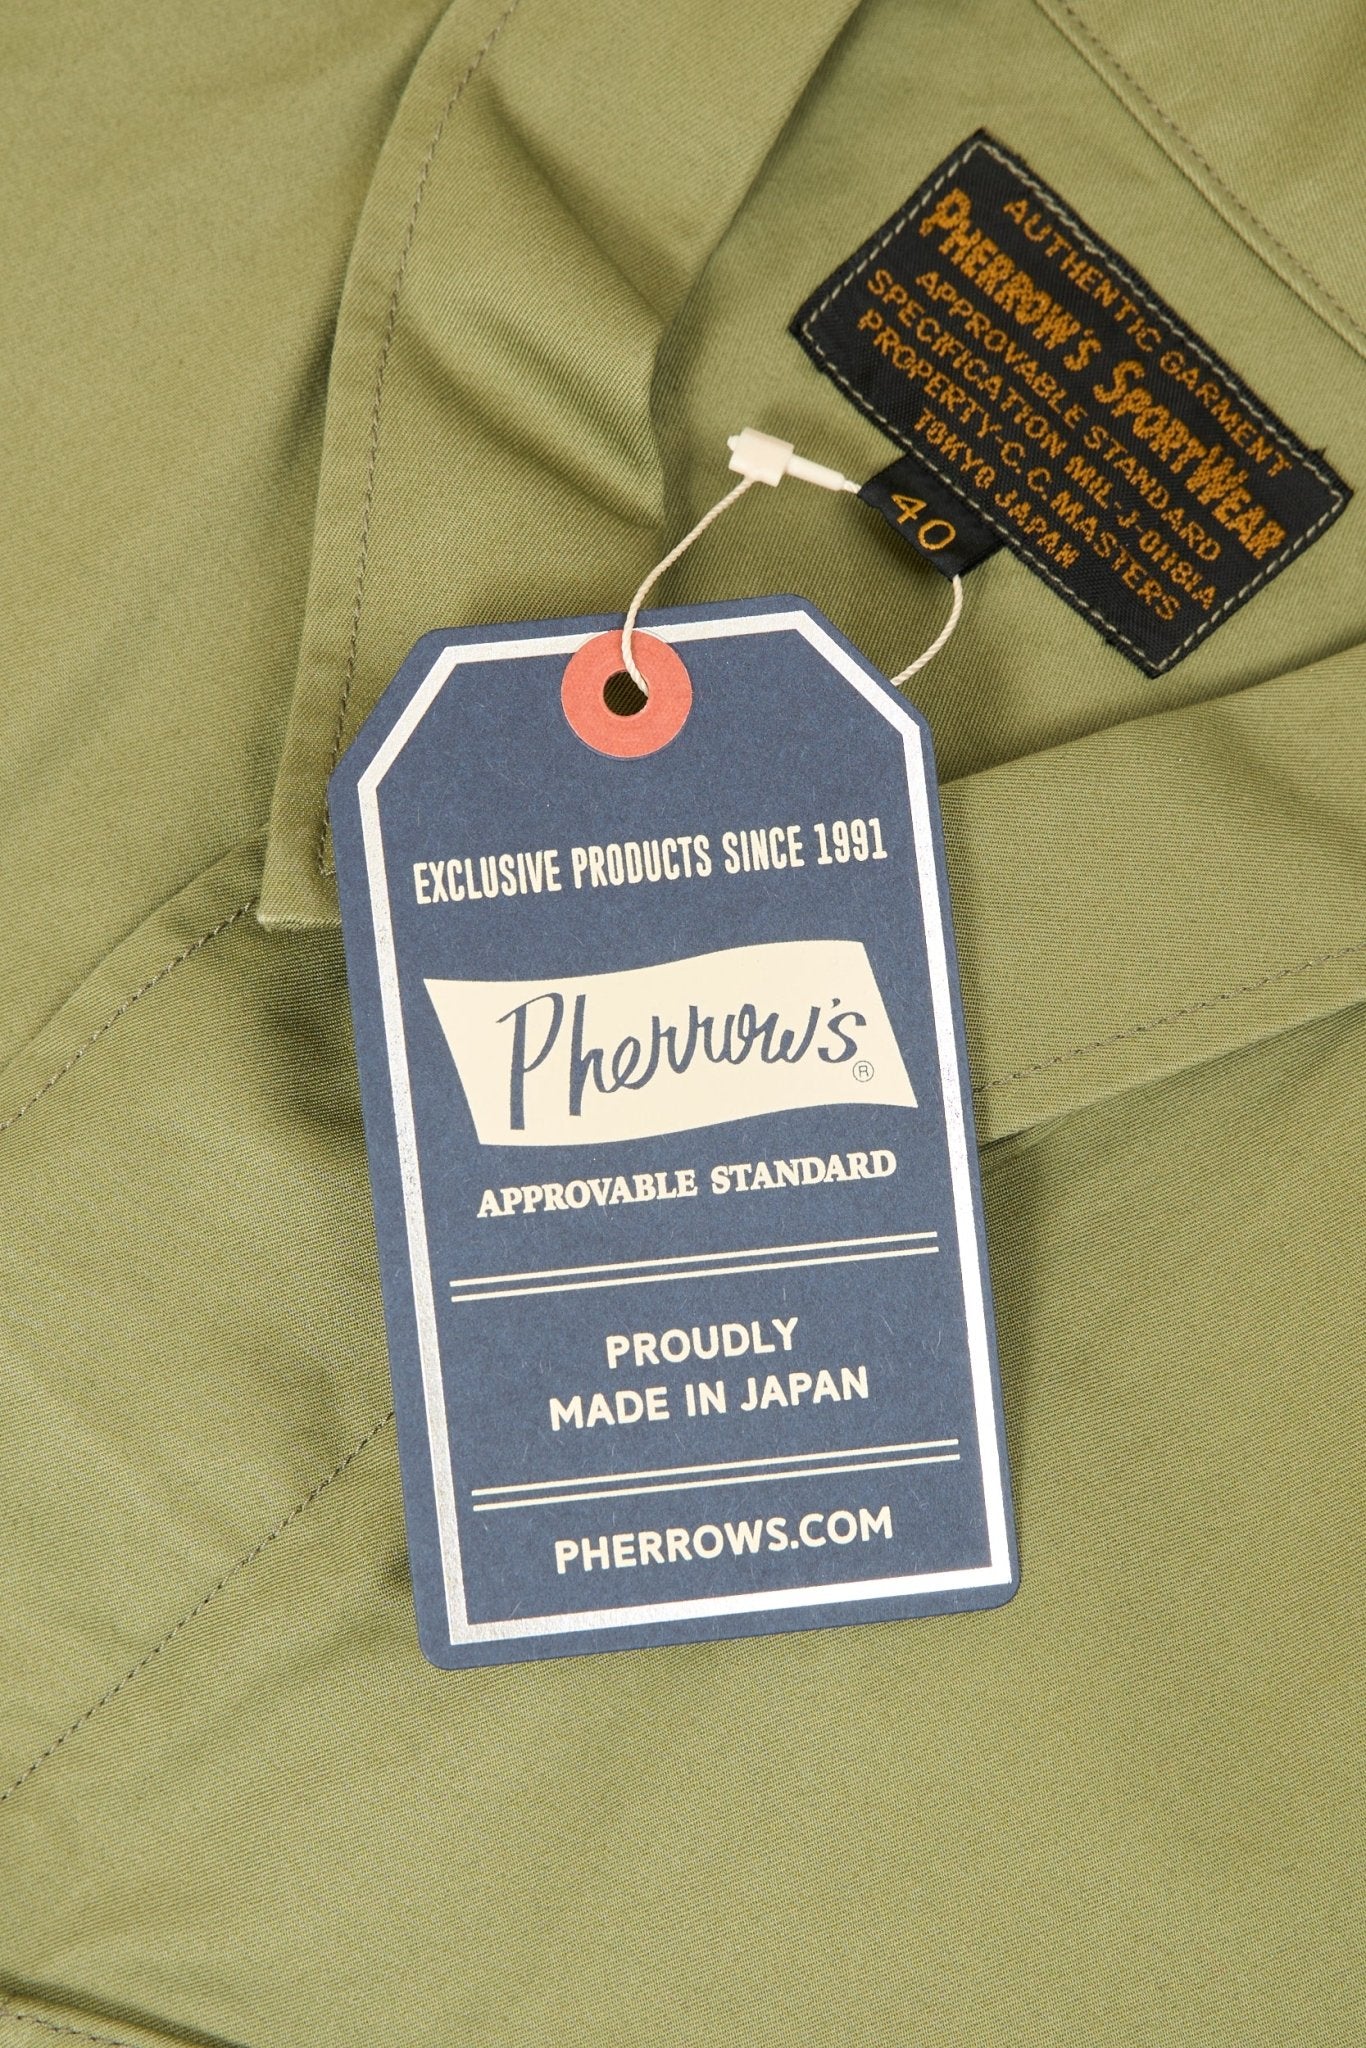 AUTHENTIC GARMENT
PHERROW'S SPORTWEAR
APPROVABLE STANDARD
SPECIFICATION MIL-J-01181A
PROPERTY-C.C.MASTERS
TOKYO JAPAN
40
EXCLUSIVE PRODUCTS SINCE 1991
Pherrow's®
APPROVABLE STANDARD
PROUDLY
MADE IN JAPAN
PHERROWS.COM